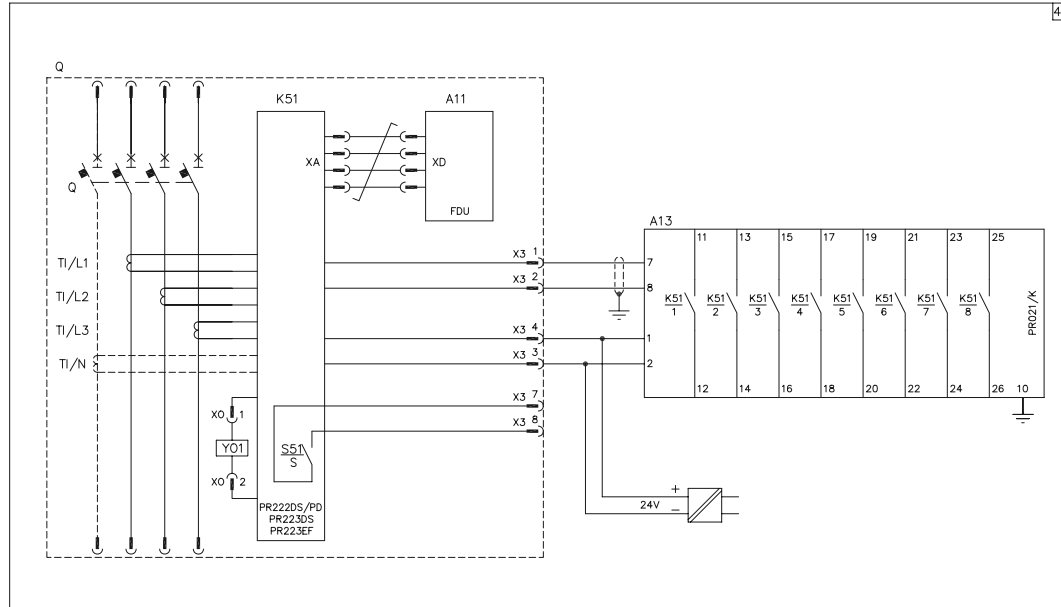 4
Q
K51
A11
XA
XD
Q
FDU
A13
11 13 15 17 19 21 23 25
TI/L1
X3 1
7
TI/L2
X3 2
8
K51 K51 K51 K51 K51 K51 K51 K51
1 2 3 4 5 6 7 8
PR021/K
TI/L3
X3 4
1
TI/N
X3 3
2
12 14 16 18 20 22 24 26 10
X3 7
X0 1
X3 8
Y01
S51
S
X0 2
+
24V
−
PR222DS/PD
PR223DS
PR223EF